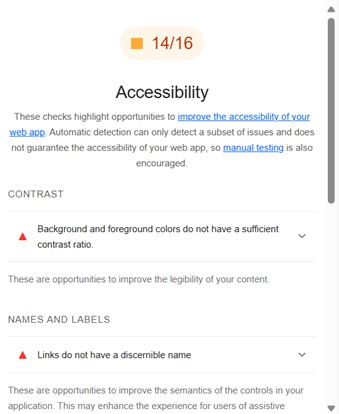 14/16
Accessibility
These checks highlight opportunities to improve the accessibility of your
web app. Automatic detection can only detect a subset of issues and does
not guarantee the accessibility of your web app, so manual testing is also
encouraged.
CONTRAST
Background and foreground colors do not have a sufficient
contrast ratio.
These are opportunities to improve the legibility of your content.
NAMES AND LABELS
Links do not have a discernible name
These are opportunities to improve the semantics of the controls in your
application. This may enhance the experience for users of assistive